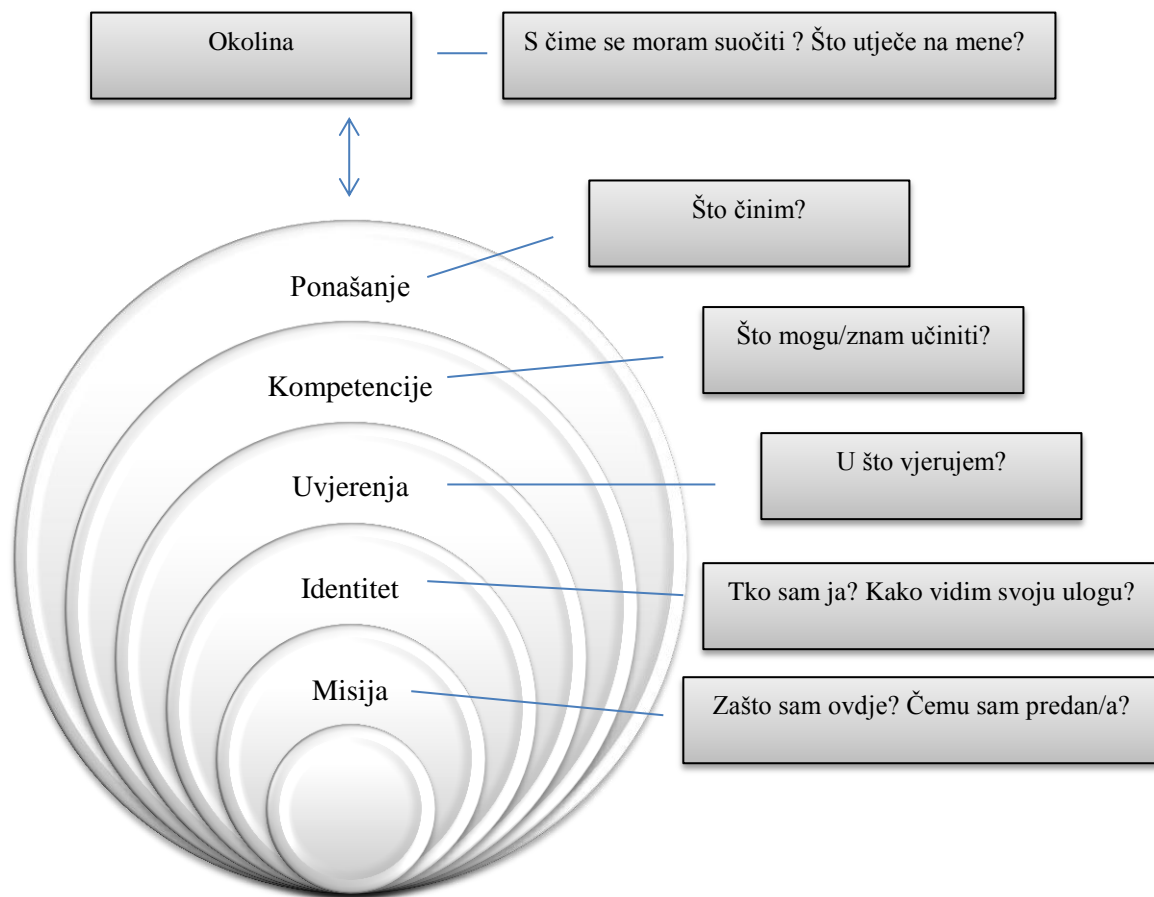 Okolina
S čime se moram suočiti ? Što utječe na mene?
Što činim?
Ponašanje
Što mogu/znam učiniti?
Kompetencije
U što vjerujem?
Uvjerenja
Identitet
Tko sam ja? Kako vidim svoju ulogu?
Misija
Zašto sam ovdje? Čemu sam predan/a?